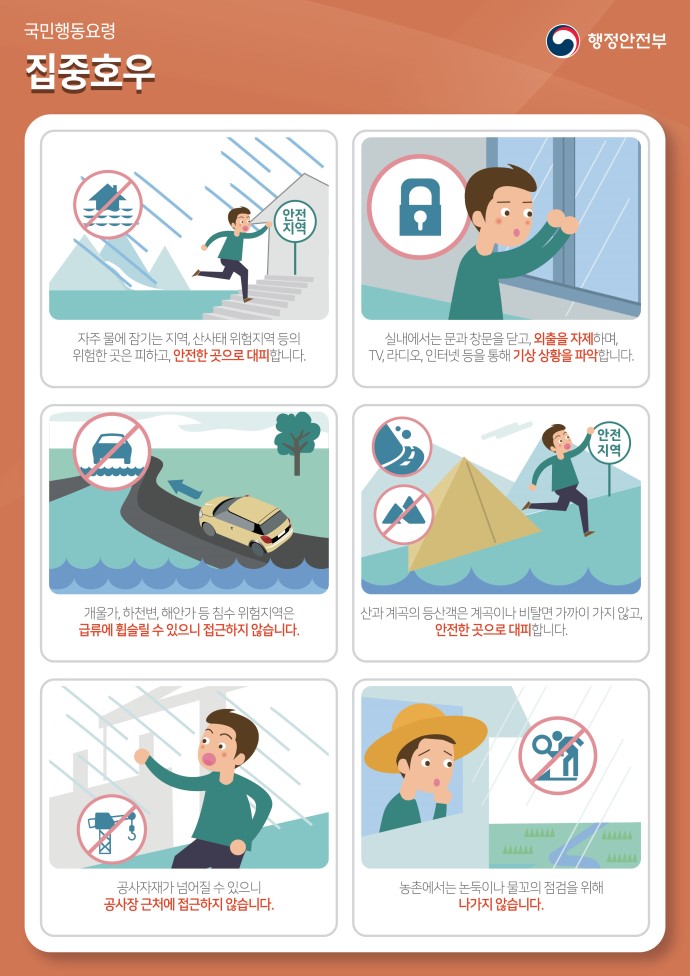 국민행동요령
집중호우
행정안전부
안전
지역
자주 물에 잠기는 지역, 산사태 위험지역 등의
위험한 곳은 피하고, 안전한 곳으로 대피합니다.
실내에서는 문과 창문을 닫고, 외출을 자제하며,
TV, 라디오, 인터넷 등을 통해 기상 상황을 파악합니다.
개울가, 하천변, 해안가 등 침수 위험지역은
급류에 휩쓸릴 수 있으니 접근하지 않습니다.
안전
지역
산과 계곡의 등산객은 계곡이나 비탈면 가까이 가지 않고,
안전한 곳으로 대피합니다.
공사자재가 넘어질 수 있으니
공사장 근처에 접근하지 않습니다.
농촌에서는 논둑이나 물꼬의 점검을 위해
나가지 않습니다.